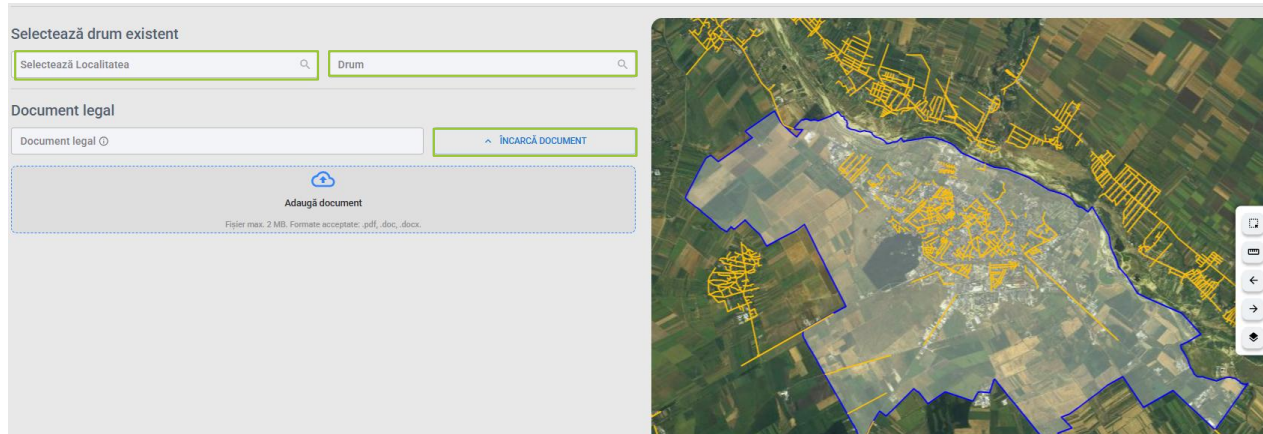 Selectează drum existent
Selectează Localitatea
Drum
Document legal
Document legal
ÎNCARCĂ DOCUMENT
Adaugă document
Fișier max. 2 MB. Formate acceptate: .pdf, .doc, .docx.